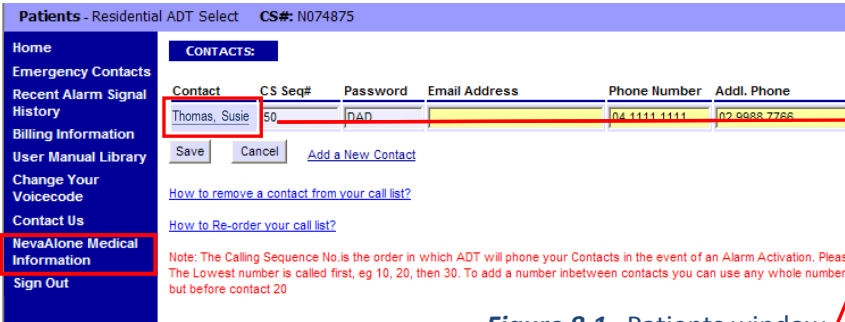 Patients - Residential ADT Select CS#: N074875
Home
Emergency Contacts
Recent Alarm Signal
History
Billing Information
User Manual Library
Change Your
Voicecode
Contact Us
NevaAlone Medical
Information
Sign Out
CONTACTS:
Contact CS Seq# Password Email Address Phone Number Addl. Phone
Thomas, Susie 50 DAD 04 1111 1111 02 9988 7766
Save Cancel Add a New Contact
How to remove a contact from your call list?
How to Re-order your call list?
Note: The Calling Sequence No.is the order in which ADT will phone your Contacts in the event of an Alarm Activation. Pleas
The Lowest number is called first, eg 10, 20, then 30. To add a number inbetween contacts you can use any whole number
but before contact 20
Figure 8.1 Patients window